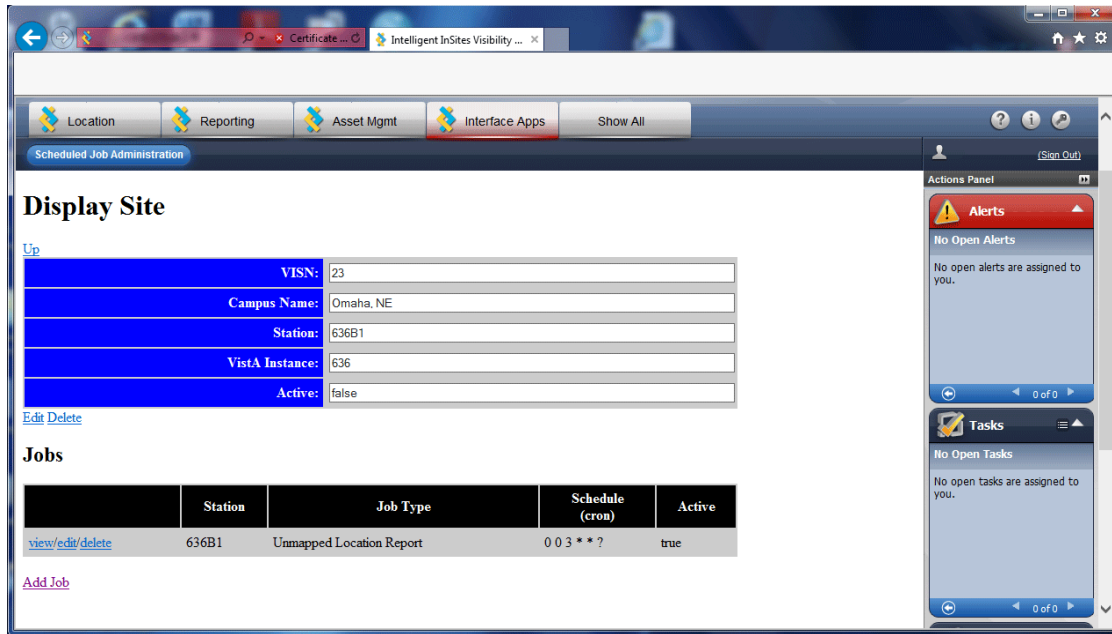 Certificate ...
Intelligent InSites Visibility ...
Location
Reporting
Asset Mgmt
Interface Apps
Show All
Scheduled Job Administration
(Sign Out)
Actions Panel
Display Site
Up
VISN: 23
Campus Name: Omaha, NE
Station: 636B1
VistA Instance: 636
Active: false
Edit Delete
Jobs
Station Job Type Schedule (cron) Active
view/edit/delete 636B1 Unmapped Location Report 0 0 3 * * ? true
Add Job
Alerts
No Open Alerts
No open alerts are assigned to
you.
0 of 0
Tasks
No Open Tasks
No open tasks are assigned to
you.
0 of 0